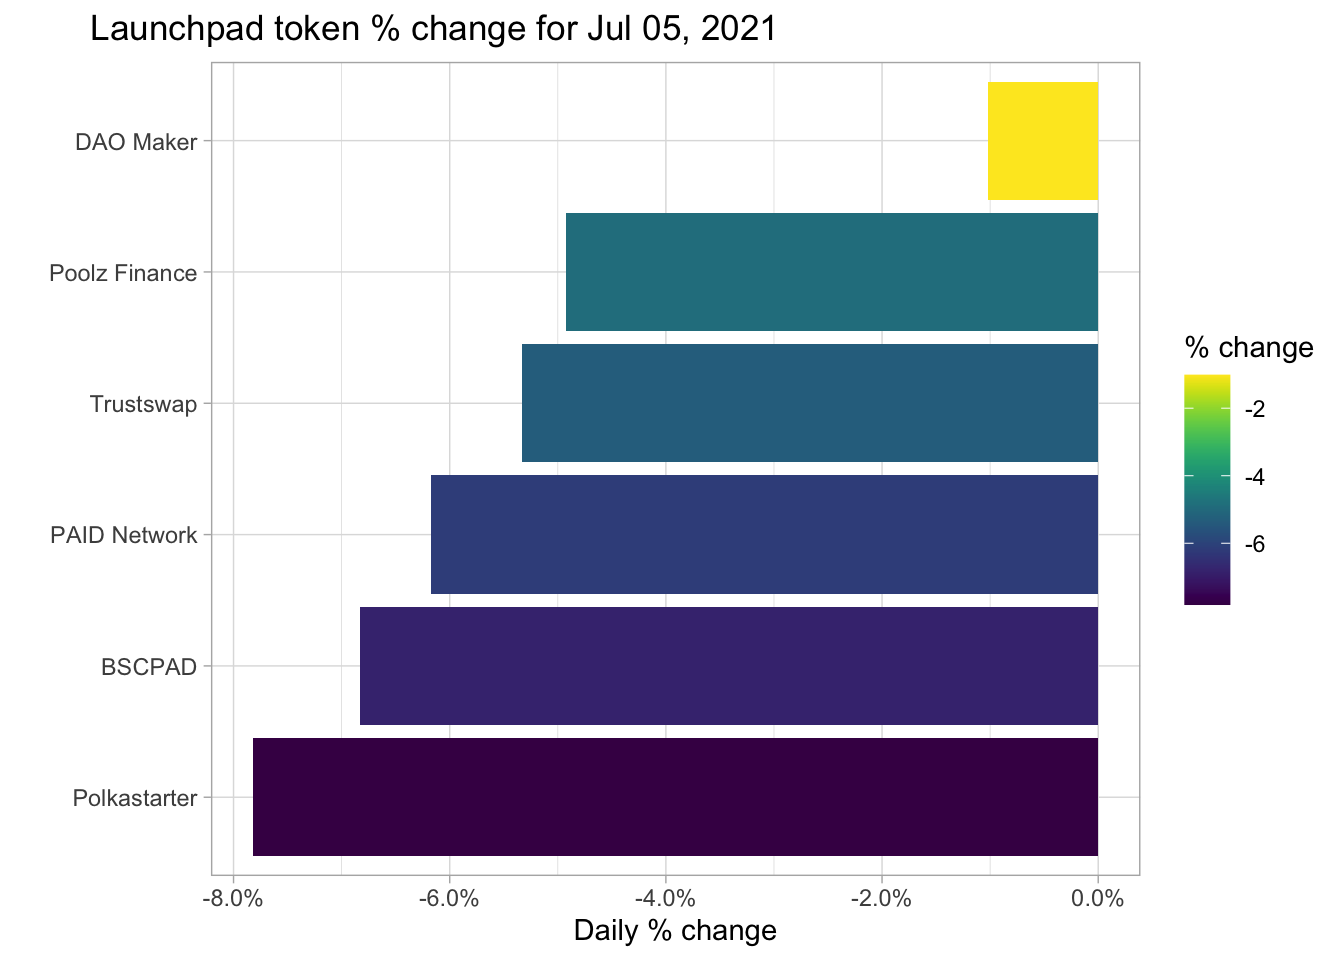 Launchpad token % change for Jul 05, 2021
DAO Maker
Poolz Finance
Trustswap
PAID Network
BSCPAD
Polkastarter
-8.0%
-6.0%
-4.0%
-2.0%
0.0%
Daily % change
% change
-2
-4
-6